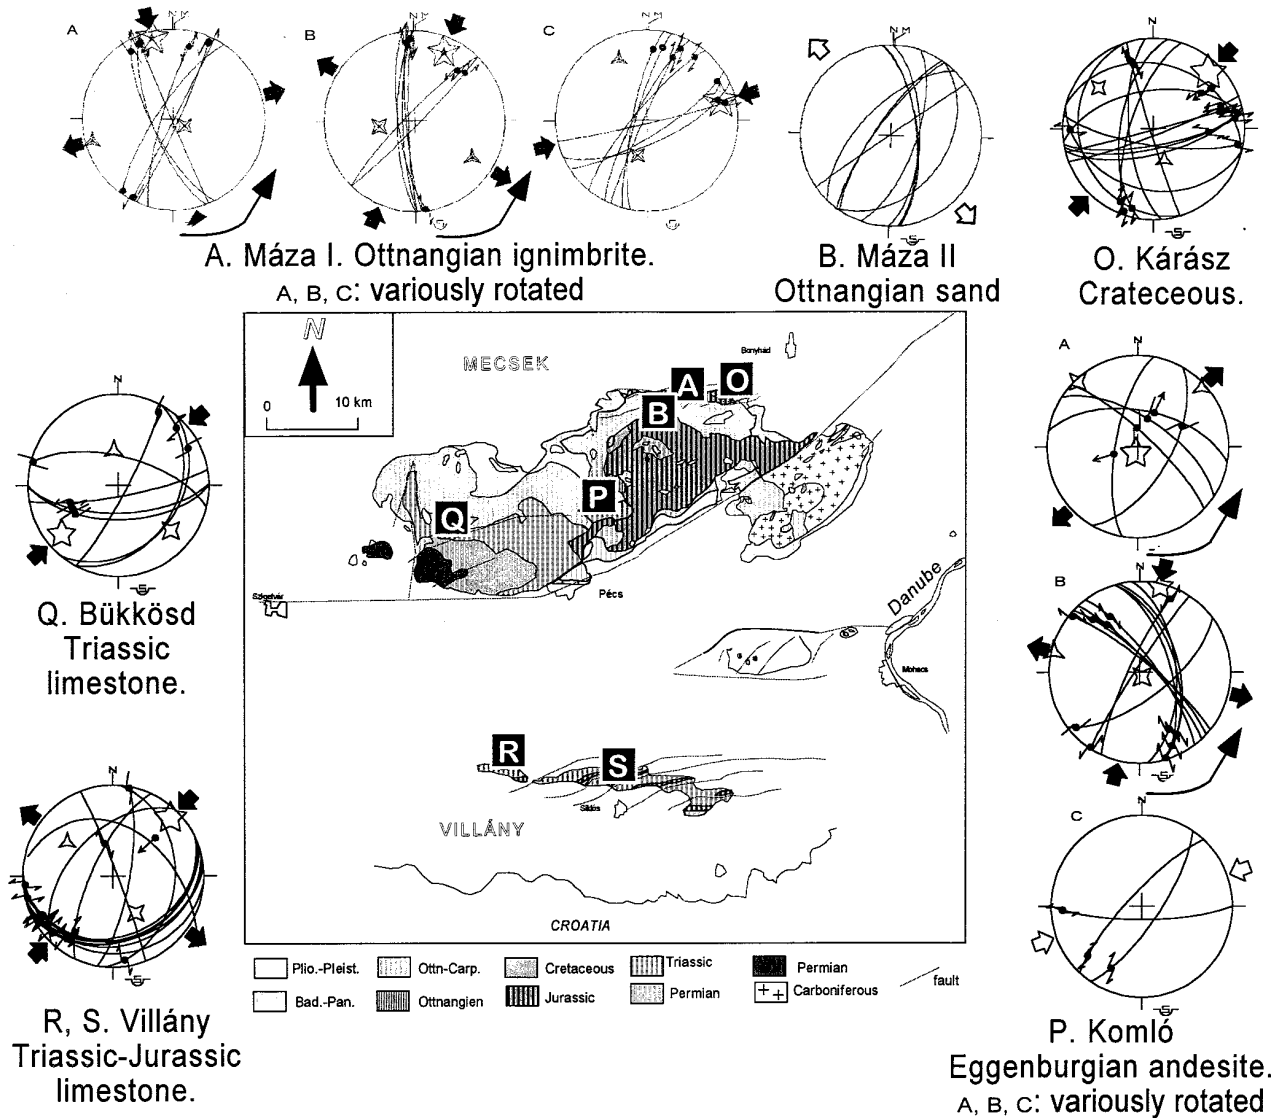 A
B
C
N
A. Máza I. Ottnangian ignimbrite.
A, B, C: variously rotated
B. Máza II
Ottnangian sand
O. Kárász
Crateceous.
N
0 10 km
MECSEK
Bonyhád
A
O
B
P
Q
Szigetvár
Pécs
Danube
Mohács
R
S
Siklós
VILLÁNY
CROATIA
N
Q. Bükkösd
Triassic
limestone.
N
R, S. Villány
Triassic-Jurassic
limestone.
A
N
B
N
C
N
P. Komló
Eggenburgian andesite.
A, B, C: variously rotated
Plio.-Pleist. Ottn-Carp. Cretaceous Triassic Permian fault
Bad.-Pan. Ottnangien Jurassic Permian Carboniferous